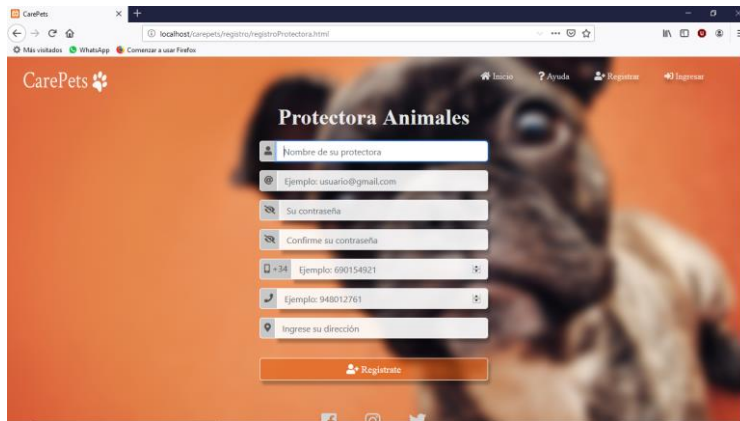 CarePets
localhost/carepets/registro/registroProtectora.html
Más visitados WhatsApp Comenzar a usar Firefox
CarePets
Inicio Ayuda Registrar Ingresar
Protectora Animales
Nombre de su protectora
@ Ejemplo: usuario@gmail.com
Su contraseña
Confirme su contraseña
+34 Ejemplo: 690154921
Ejemplo: 948012761
Ingrese su dirección
Registrate